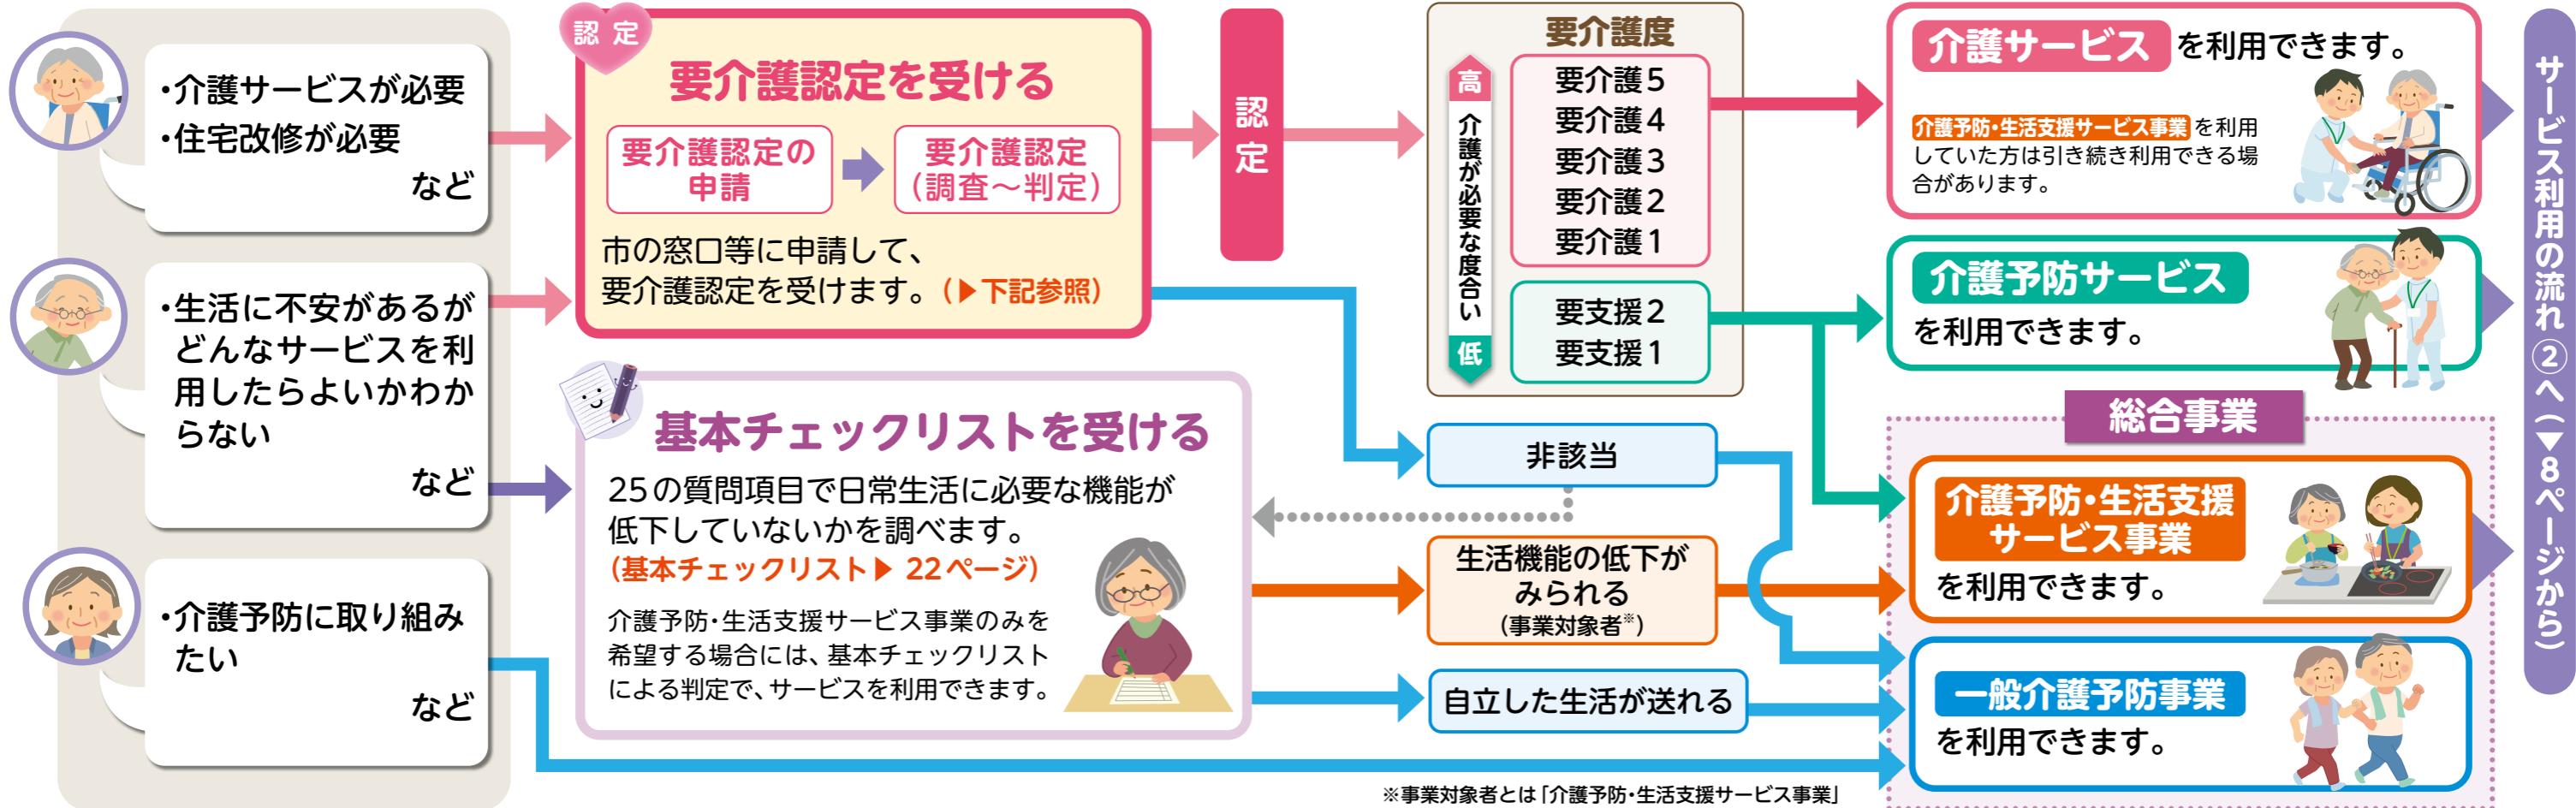 ・介護サービスが必要
・住宅改修が必要
など
・生活に不安があるが
どんなサービスを利
用したらよいかわか
らない
など
・介護予防に取り組み
たい
など
認定
要介護認定を受ける
要介護認定の
申請
要介護認定
(調査～判定)
市の窓口等に申請して、
要介護認定を受けます。(▶下記参照)
基本チェックリストを受ける
25の質問項目で日常生活に必要な機能が
低下していないかを調べます。
(基本チェックリスト▶ 22ページ)
介護予防・生活支援サービス事業のみを
希望する場合には、基本チェックリスト
による判定で、サービスを利用できます。
認定
要介護度
高
介護が必要な度合い
低
要介護5
要介護4
要介護3
要介護2
要介護1
要支援2
要支援1
非該当
生活機能の低下が
みられる
(事業対象者※)
自立した生活が送れる
介護サービス を利用できます。
介護予防・生活支援サービス事業 を利用
していた方は引き続き利用できる場
合があります。
介護予防サービス
を利用できます。
総合事業
介護予防・生活支援
サービス事業
を利用できます。
一般介護予防事業
を利用できます。
※事業対象者とは「介護予防・生活支援サービス事業」
サービス利用の流れ②へ(▼8ページから)